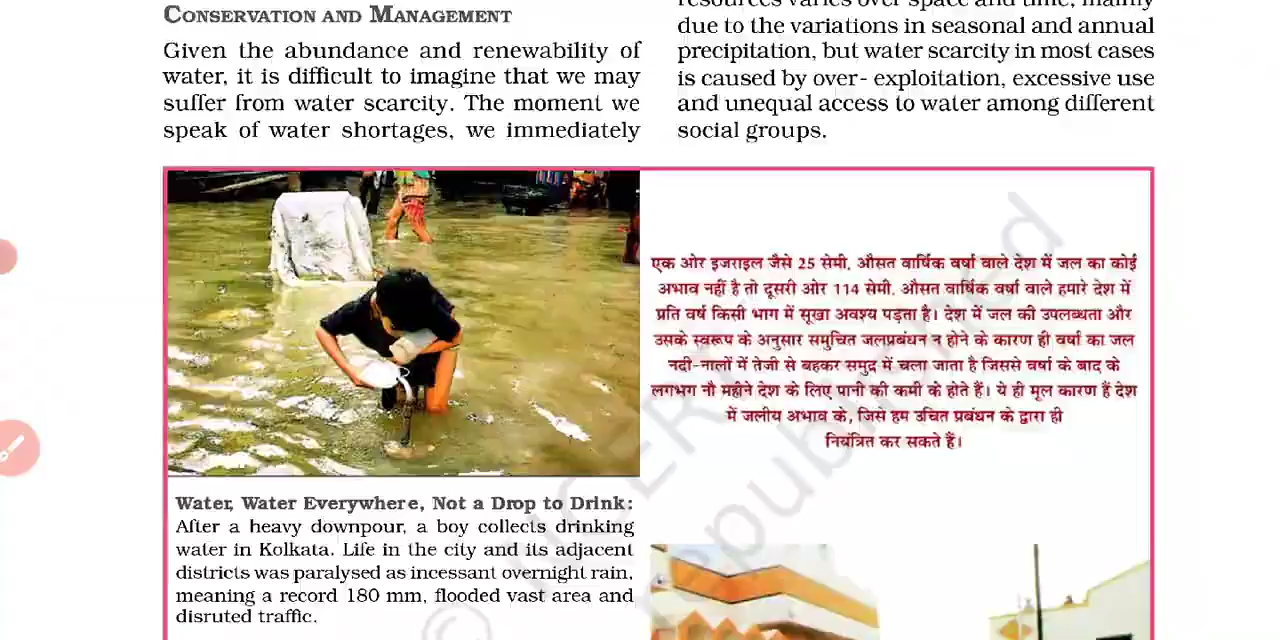 CONSERVATION AND MANAGEMENT
Given the abundance and renewability of
water, it is difficult to imagine that we may
suffer from water scarcity. The moment we
speak of water shortages, we immediately
resources varies over space and time, mainly
due to the variations in seasonal and annual
precipitation, but water scarcity in most cases
is caused by over- exploitation, excessive use
and unequal access to water among different
social groups.
एक ओर इजराइल जैसे 25 सेमी. औसत वार्षिक वर्षा वाले देश में जल का कोई
अभाव नहीं है तो दूसरी ओर 114 सेमी. औसत वार्षिक वर्षा वाले हमारे देश में
प्रति वर्ष किसी भाग में सूखा अवश्य पड़ता है। देश में जल की उपलब्धता और
उसके स्वरूप के अनुसार समुचित जलप्रबंधन न होने के कारण ही वर्षा का जल
नदी-नालों में तेजी से बहकर समुद्र में चला जाता है जिससे वर्षा के बाद के
लगभग नौ महीने देश के लिए पानी की कमी के होते हैं। ये ही मूल कारण हैं देश
में जलीय अभाव के, जिसे हम उचित प्रबंधन के द्वारा ही
नियंत्रित कर सकते हैं।
Water, Water Everywhere, Not a Drop to Drink:
After a heavy downpour, a boy collects drinking
water in Kolkata. Life in the city and its adjacent
districts was paralysed as incessant overnight rain,
meaning a record 180 mm, flooded vast area and
disruted traffic.